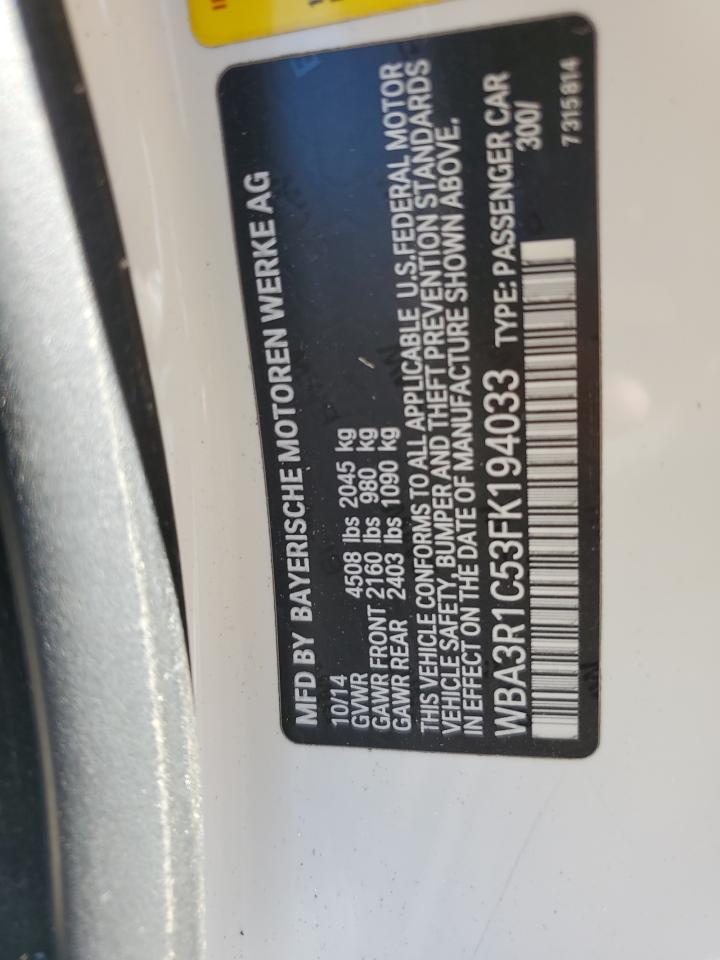 MFD BY BAYERISCHE MOTOREN WERKE AG
10/14
GVWR 4508 lbs 2045 kg
GAWR FRONT 2160 lbs 980 kg
GAWR REAR 2403 lbs 1090 kg
THIS VEHICLE CONFORMS TO ALL APPLICABLE U.S.FEDERAL MOTOR
VEHICLE SAFETY, BUMPER AND THEFT PREVENTION STANDARDS
IN EFFECT ON THE DATE OF MANUFACTURE SHOWN ABOVE.
WBA3R1C53FK194033 TYPE: PASSENGER CAR
300/
7315814